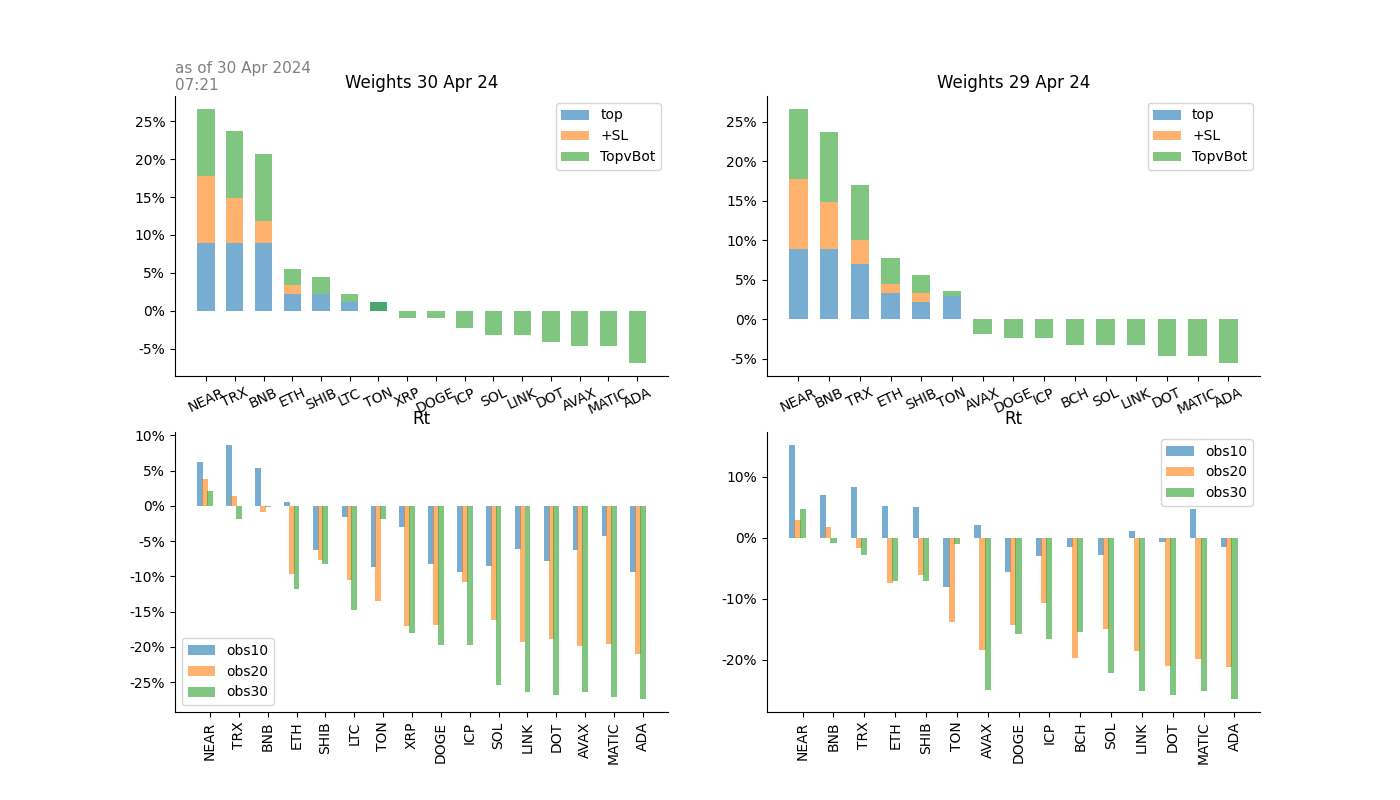 as of 30 Apr 2024
07:21
Weights 30 Apr 24
25%
20%
15%
10%
5%
0%
-5%
top
+SL
TopvBot
NEAR TRX BNB ETH SHIB LTC TON XRP DOGE ICP SOL LINK DOT AVAX MATIC ADA
Weights 29 Apr 24
25%
20%
15%
10%
5%
0%
-5%
top
+SL
TopvBot
NEAR BNB TRX ETH SHIB TON AVAX DOGE ICP BCH SOL LINK DOT MATIC ADA
Rt
10%
5%
0%
-5%
-10%
-15%
-20%
-25%
obs10
obs20
obs30
NEAR TRX BNB ETH SHIB LTC TON XRP DOGE ICP SOL LINK DOT AVAX MATIC ADA
Rt
10%
0%
-10%
-20%
obs10
obs20
obs30
NEAR BNB TRX ETH SHIB TON AVAX DOGE ICP BCH SOL LINK DOT MATIC ADA